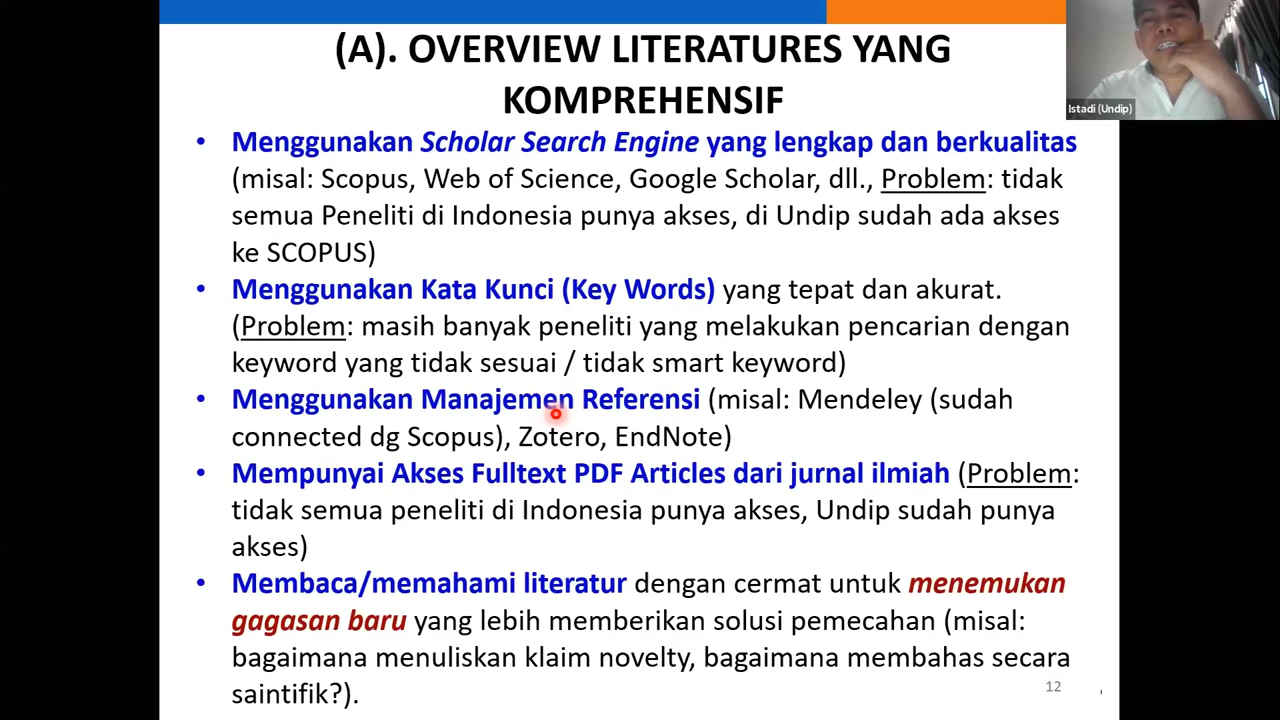 (A). OVERVIEW LITERATURES YANG
KOMPREHENSIF
Istadi (Undip)
• Menggunakan Scholar Search Engine yang lengkap dan berkualitas
(misal: Scopus, Web of Science, Google Scholar, dll., Problem: tidak
semua Peneliti di Indonesia punya akses, di Undip sudah ada akses
ke SCOPUS)
• Menggunakan Kata Kunci (Key Words) yang tepat dan akurat.
(Problem: masih banyak peneliti yang melakukan pencarian dengan
keyword yang tidak sesuai / tidak smart keyword)
• Menggunakan Manajemen Referensi (misal: Mendeley (sudah
connected dg Scopus), Zotero, EndNote)
• Mempunyai Akses Fulltext PDF Articles dari jurnal ilmiah (Problem:
tidak semua peneliti di Indonesia punya akses, Undip sudah punya
akses)
• Membaca/memahami literatur dengan cermat untuk menemukan
gagasan baru yang lebih memberikan solusi pemecahan (misal:
bagaimana menuliskan klaim novelty, bagaimana membahas secara
saintifik?).
12